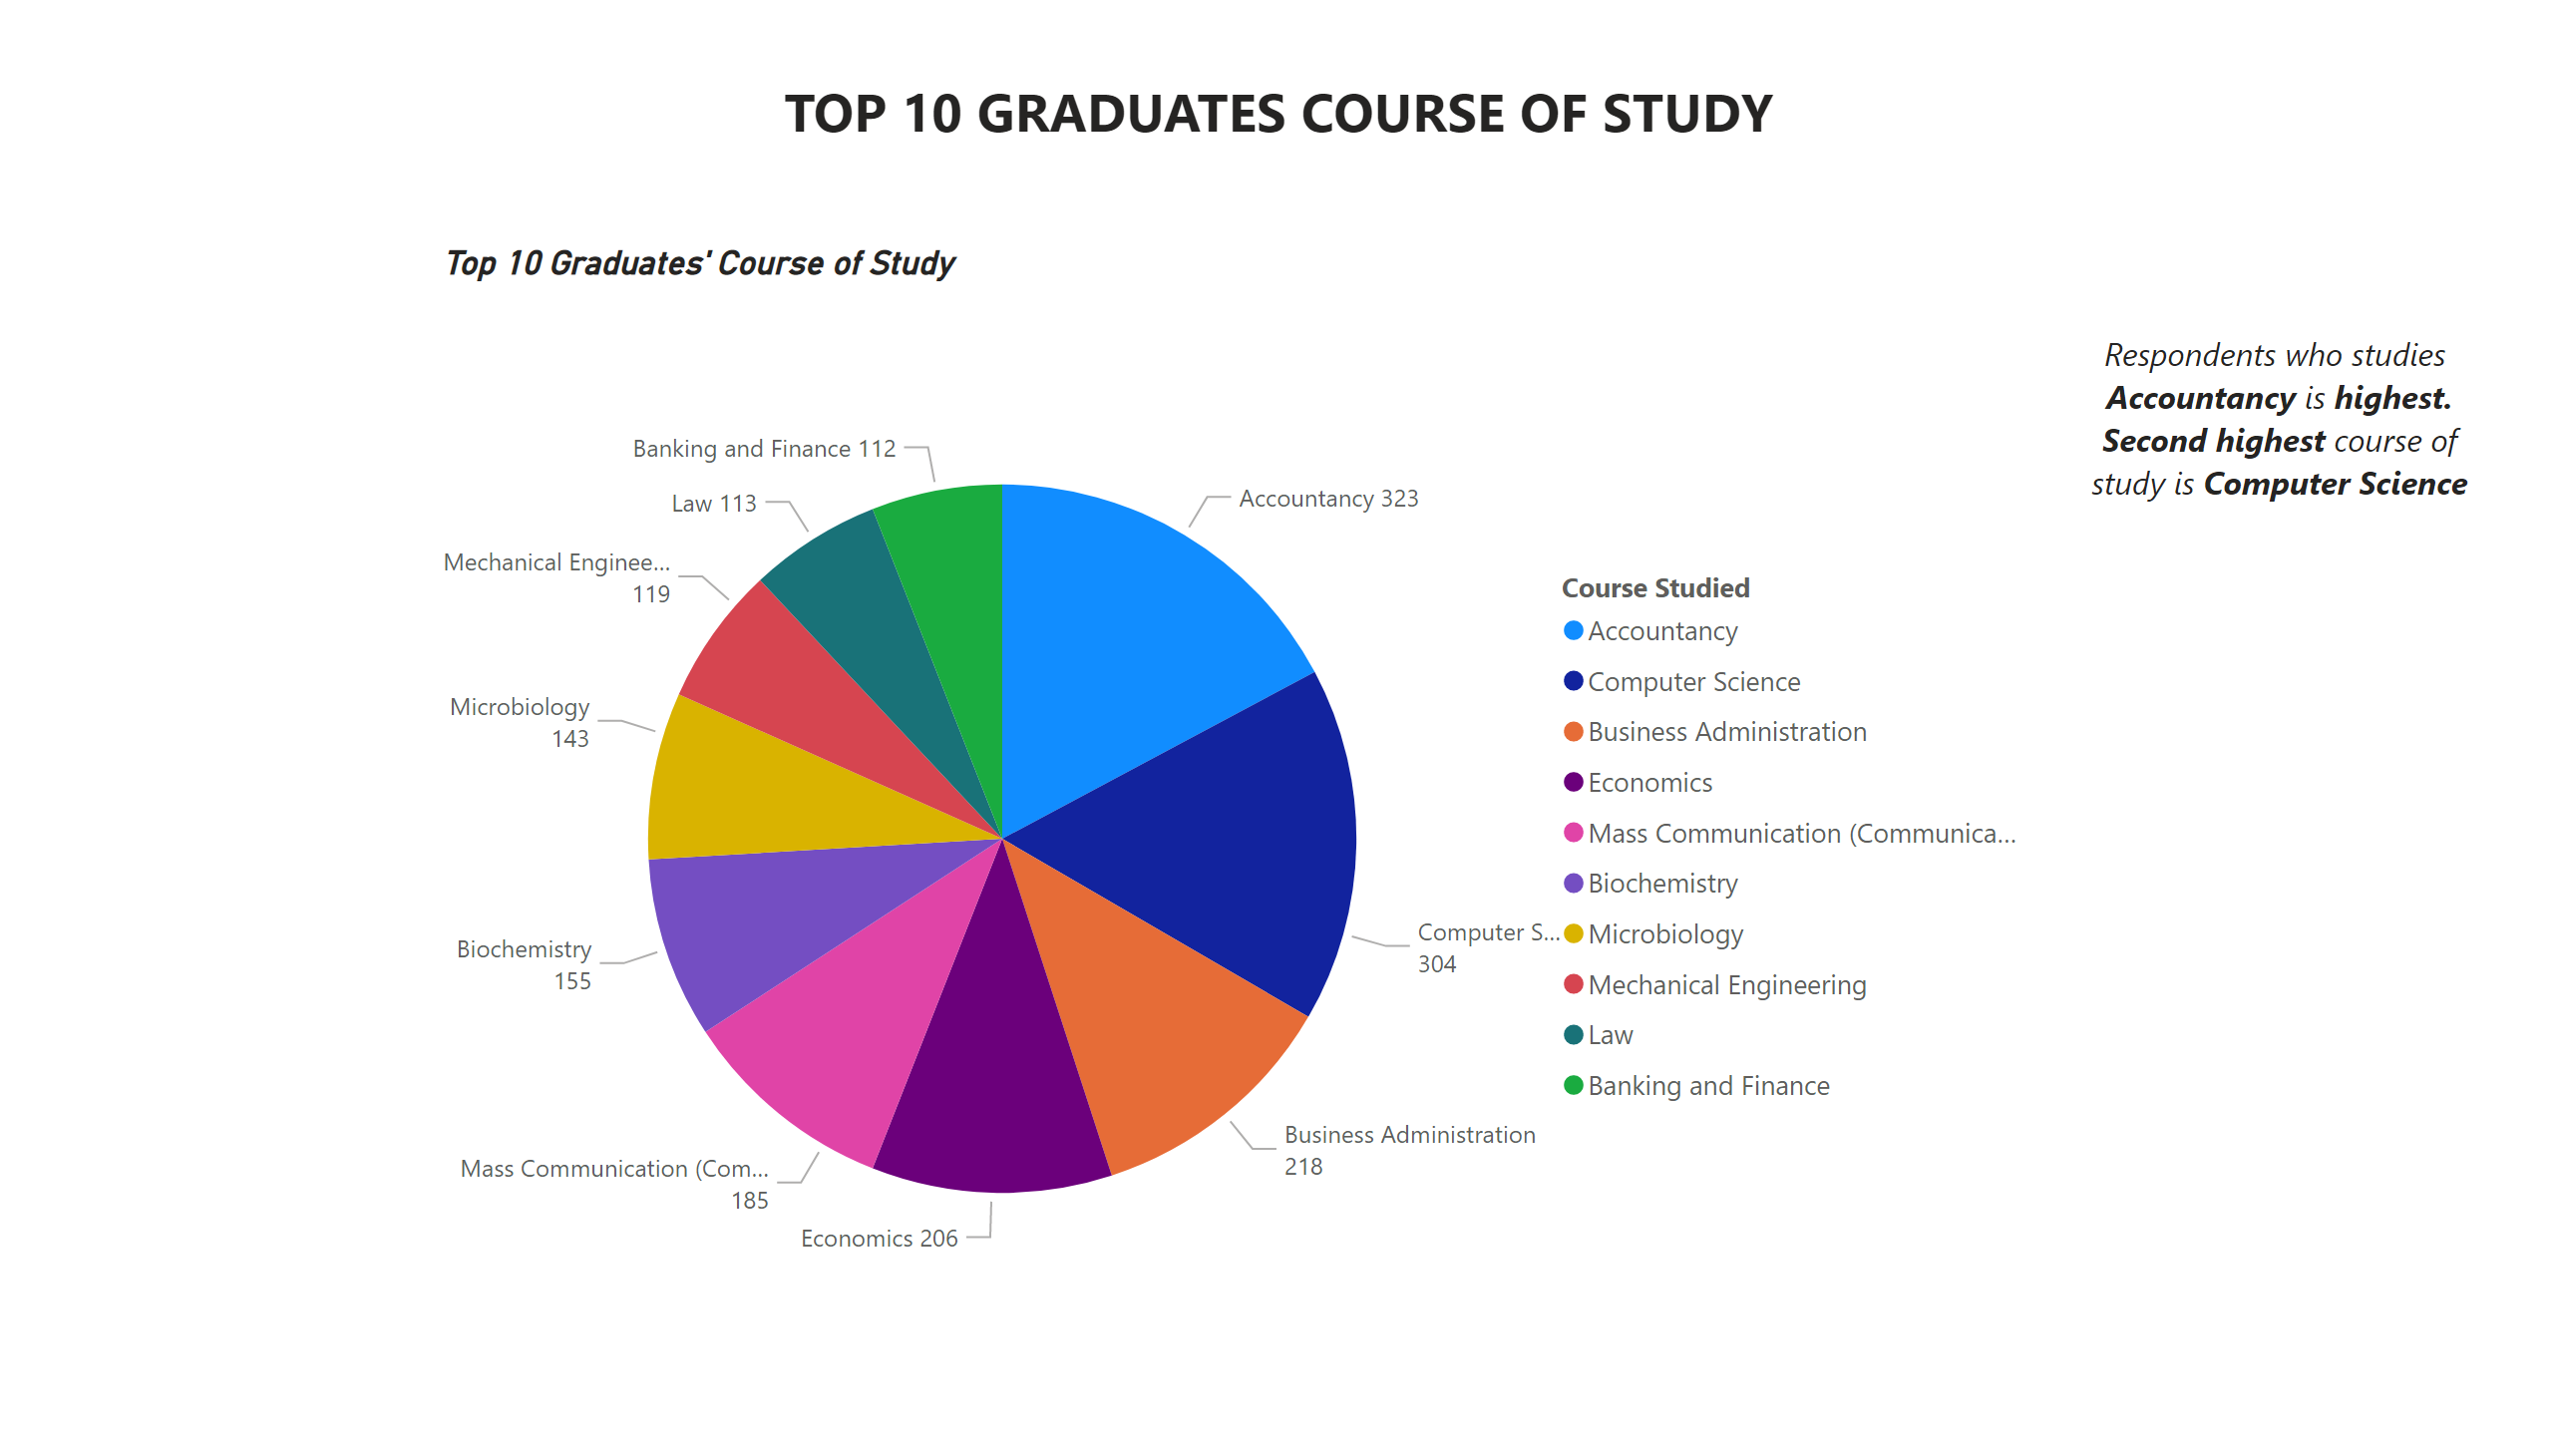 TOP 10 GRADUATES COURSE OF STUDY
Top 10 Graduates' Course of Study
Respondents who studies
Accountancy is highest.
Second highest course of
study is Computer Science
Banking and Finance 112
Law 113
Mechanical Enginee...
119
Microbiology
143
Biochemistry
155
Mass Communication (Com...
185
Economics 206
Accountancy 323
Computer S...
304
Business Administration
218
Course Studied
Accountancy
Computer Science
Business Administration
Economics
Mass Communication (Communica...
Biochemistry
Microbiology
Mechanical Engineering
Law
Banking and Finance